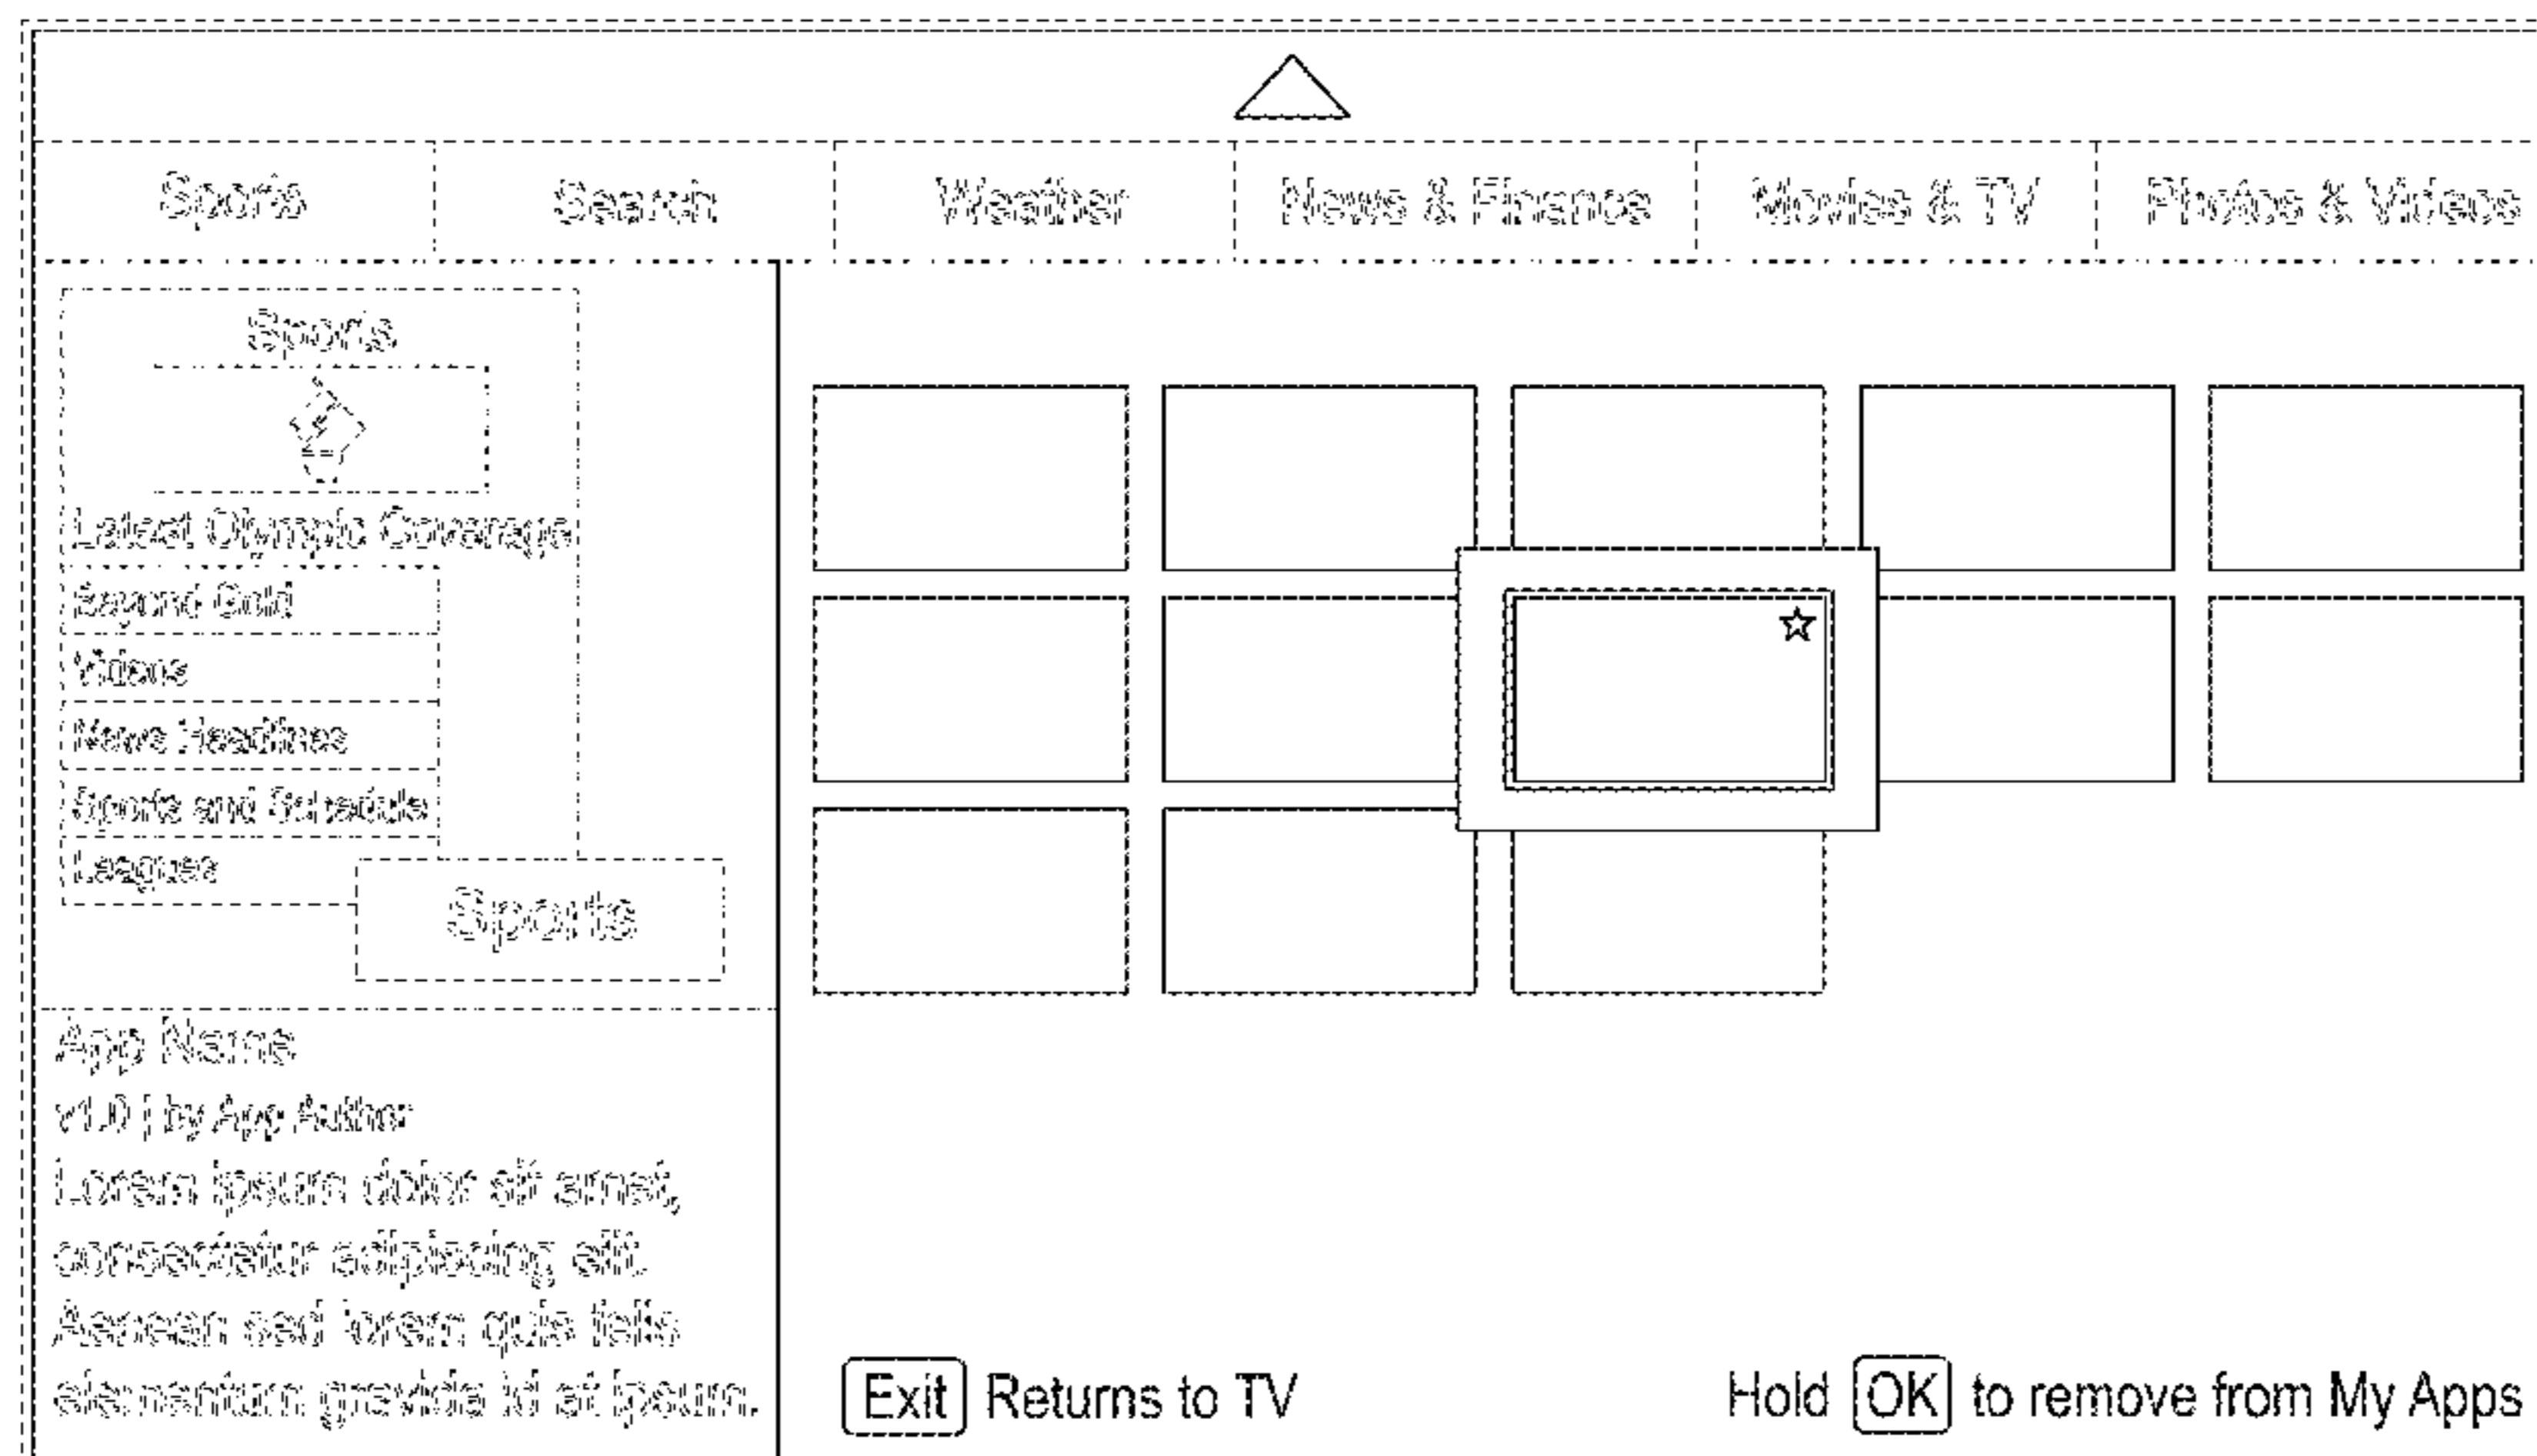 Sports Search Weather News & Finance Movies & TV Photos & Videos
Sports
Latest Olympic Coverage
Beyond Gold
Videos
News Headlines
Sports and Schedule
Leagues
Sports
App Name
v1.0 | by App Author
Lorem ipsum dolor sit amet,
consectetur adipiscing elit.
Aenean sed lorem quis felis
elementum gravida id at ipsum.
Exit Returns to TV
Hold OK to remove from My Apps